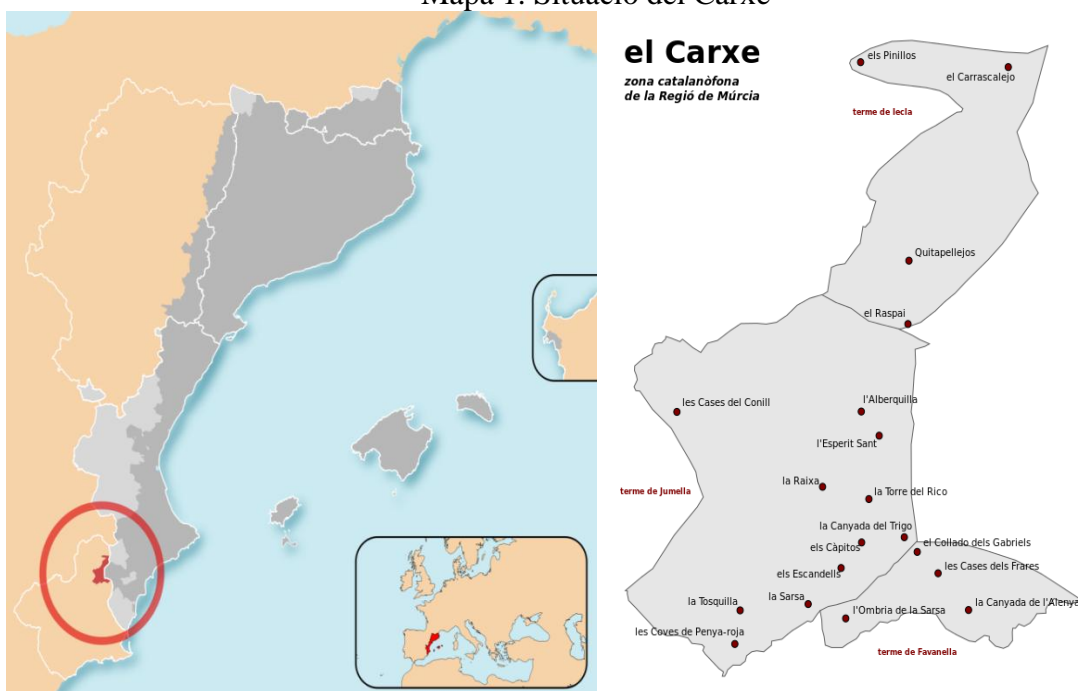 Mapa 1. Situació del Carxe
el Carxe
zona catalanòfona
de la Regió de Múrcia
els Pinillos
el Carrascalejo
terme de Iecla
Quitapellejos
el Raspai
les Cases del Conill
l'Alberquilla
l'Esperit Sant
la Raixa
terme de Jumella
la Torre del Rico
la Canyada del Trigo
els Càpitos
el Collado dels Gabriels
els Escandells
les Cases dels Frares
la Tosquilla
la Sarsa
l'Ombria de la Sarsa
la Canyada de l'Alenya
les Coves de Penya-roja
terme de Favanella